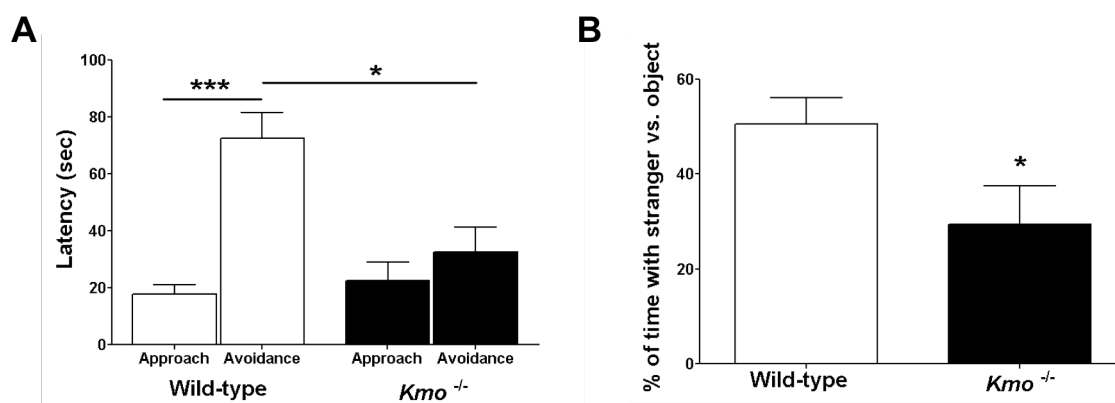 A
B
100
80
60
40
20
0
Latency (sec)
***
*
Approach Avoidance Approach Avoidance
Wild-type Kmo -/-
60
40
20
0
% of time with stranger vs. object
*
Wild-type Kmo -/-